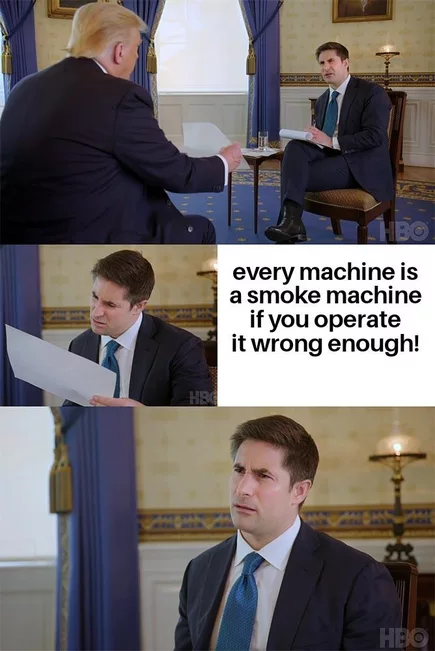 HBO
HBO
every machine is
a smoke machine
if you operate
it wrong enough!
HBO